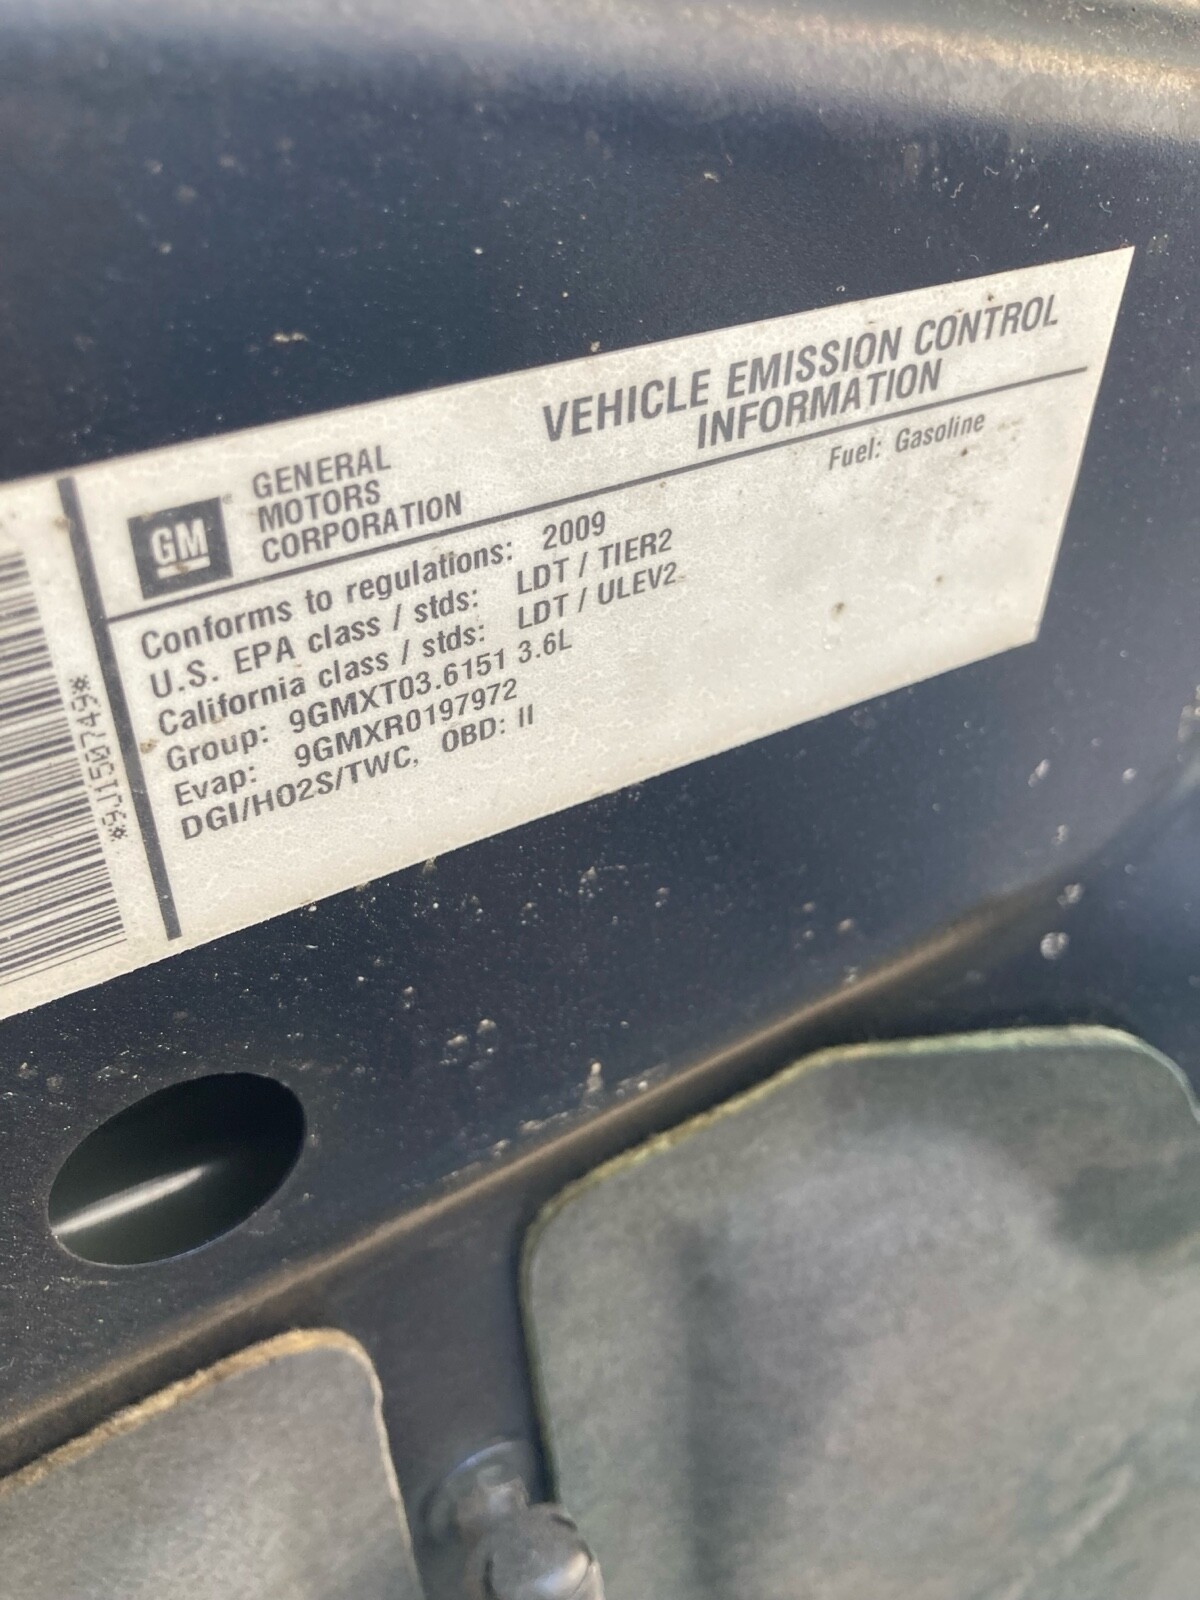 GM
GENERAL
MOTORS
CORPORATION
VEHICLE EMISSION CONTROL
INFORMATION
Fuel: Gasoline
Conforms to regulations: 2009
U.S. EPA class / stds: LDT / TIER2
California class / stds: LDT / ULEV2
Group: 9GMXT03.6151 3.6L
Evap: 9GMXR0197972
DGI/HO2S/TWC, OBD: II
*9J150749*